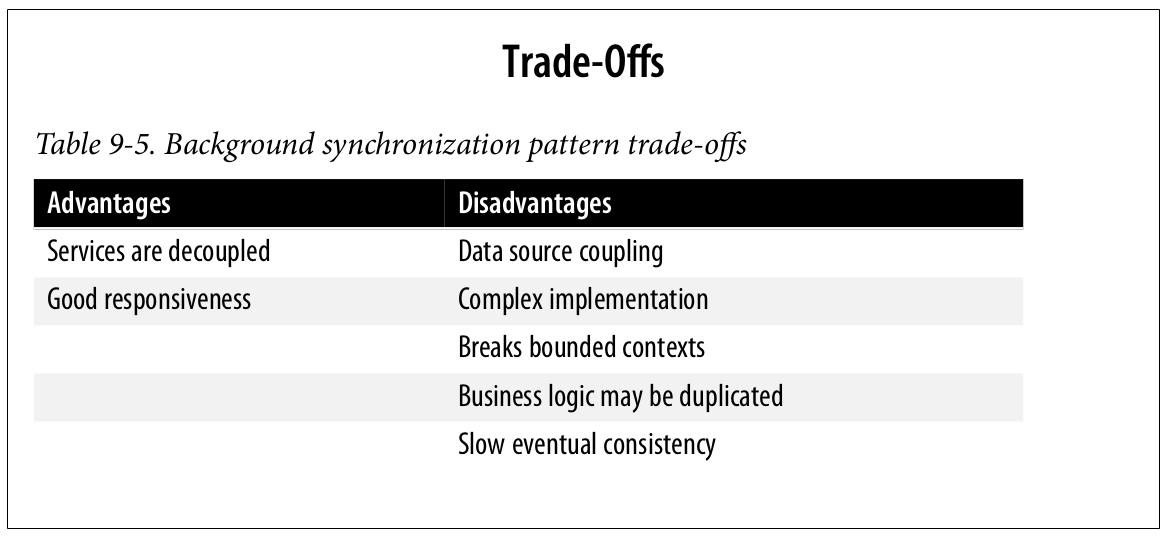 Trade-Offs
Table 9-5. Background synchronization pattern trade-offs
Advantages Disadvantages
Services are decoupled Data source coupling
Good responsiveness Complex implementation
Breaks bounded contexts
Business logic may be duplicated
Slow eventual consistency